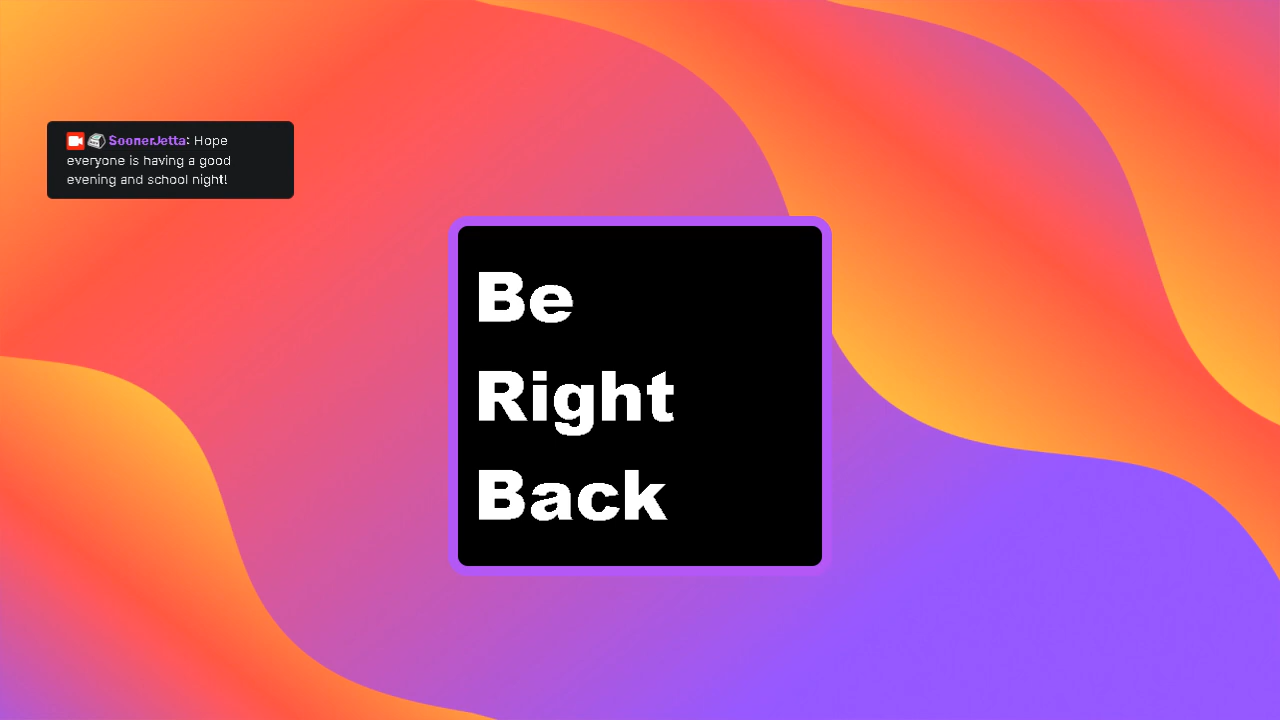 SoonerJetta: Hope
everyone is having a good
evening and school night!
Be
Right
Back